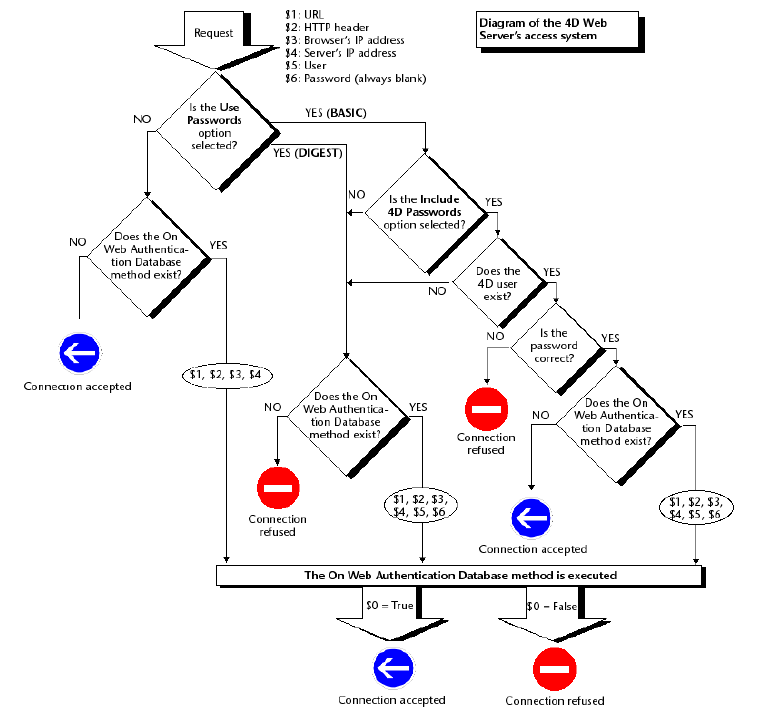 Request
$1: URL
$2: HTTP header
$3: Browser's IP address
$4: Server's IP address
$5: User
$6: Password (always blank)
Diagram of the 4D Web
Server's access system
Is the Use
Passwords
option
selected?
NO
YES (BASIC)
YES (DIGEST)
Is the Include
4D Passwords
option selected?
NO
YES
Does the On
Web Authentica-
tion Database
method exist?
NO
YES
Does the
4D user
exist?
NO
YES
Is the
password
correct?
NO
YES
Connection accepted
$1, $2, $3, $4
Does the On
Web Authentica-
tion Database
method exist?
NO
YES
Connection
refused
Does the On
Web Authentica-
tion Database
method exist?
NO
YES
Connection
refused
$1, $2, $3,
$4, $5, $6
Connection accepted
$1, $2, $3,
$4, $5, $6
The On Web Authentication Database method is executed
$0 = True
$0 = False
Connection accepted
Connection refused